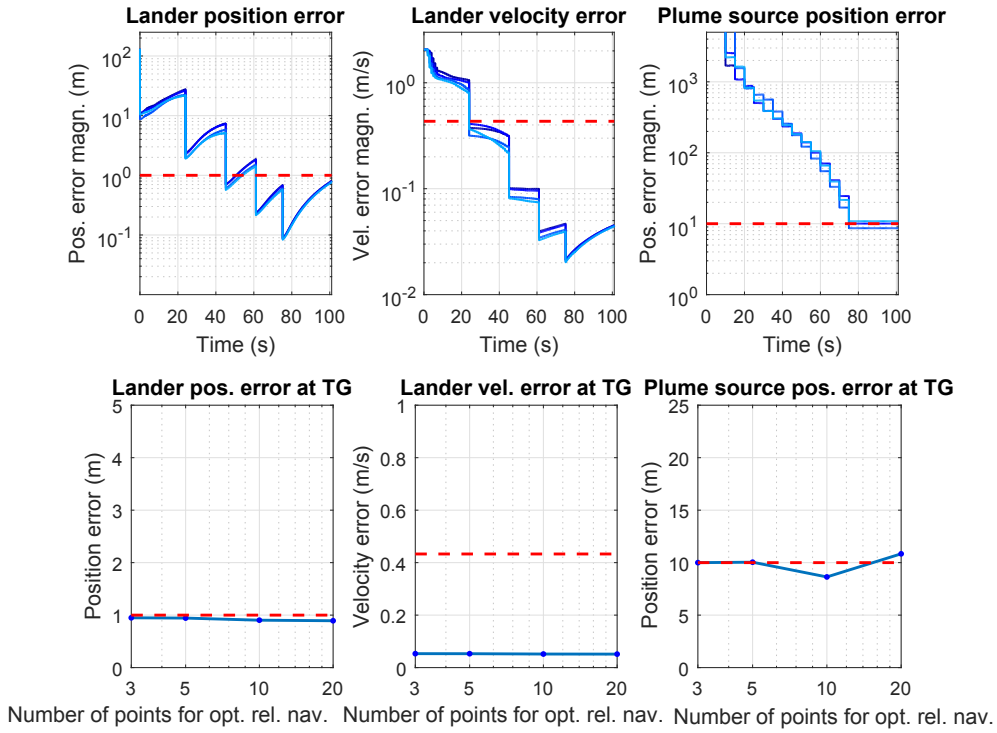 Lander position error
Lander velocity error
Plume source position error
Pos. error magn. (m)
10^2
10^1
10^0
10^-1
0 20 40 60 80 100
Time (s)
Vel. error magn. (m/s)
10^0
10^-1
10^-2
0 20 40 60 80 100
Time (s)
Pos. error magn. (m)
10^3
10^2
10^1
10^0
0 20 40 60 80 100
Time (s)
Lander pos. error at TG
Lander vel. error at TG
Plume source pos. error at TG
Position error (m)
5
4
3
2
1
0
3 5 10 20
Number of points for opt. rel. nav.
Velocity error (m/s)
1
0.8
0.6
0.4
0.2
0
3 5 10 20
Number of points for opt. rel. nav.
Position error (m)
25
20
15
10
5
0
3 5 10 20
Number of points for opt. rel. nav.